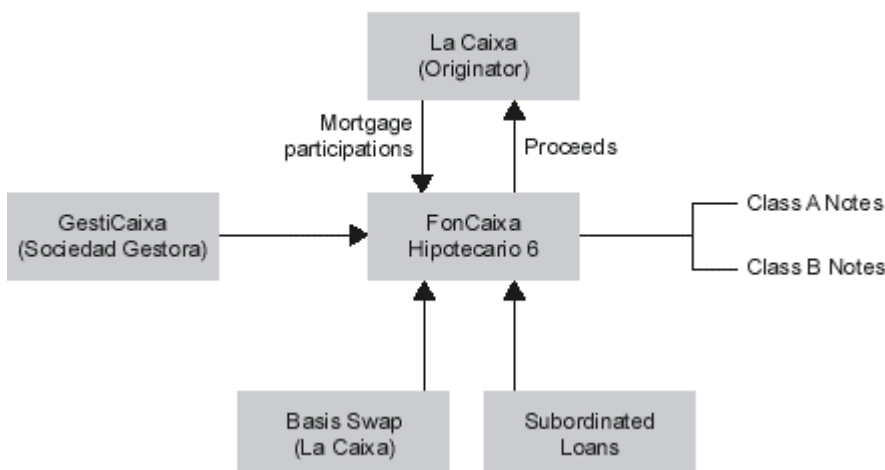 La Caixa
(Originator)
Mortgage
participations
Proceeds
GestiCaixa
(Sociedad Gestora)
FonCaixa
Hipotecario 6
Class A Notes
Class B Notes
Basis Swap
(La Caixa)
Subordinated
Loans